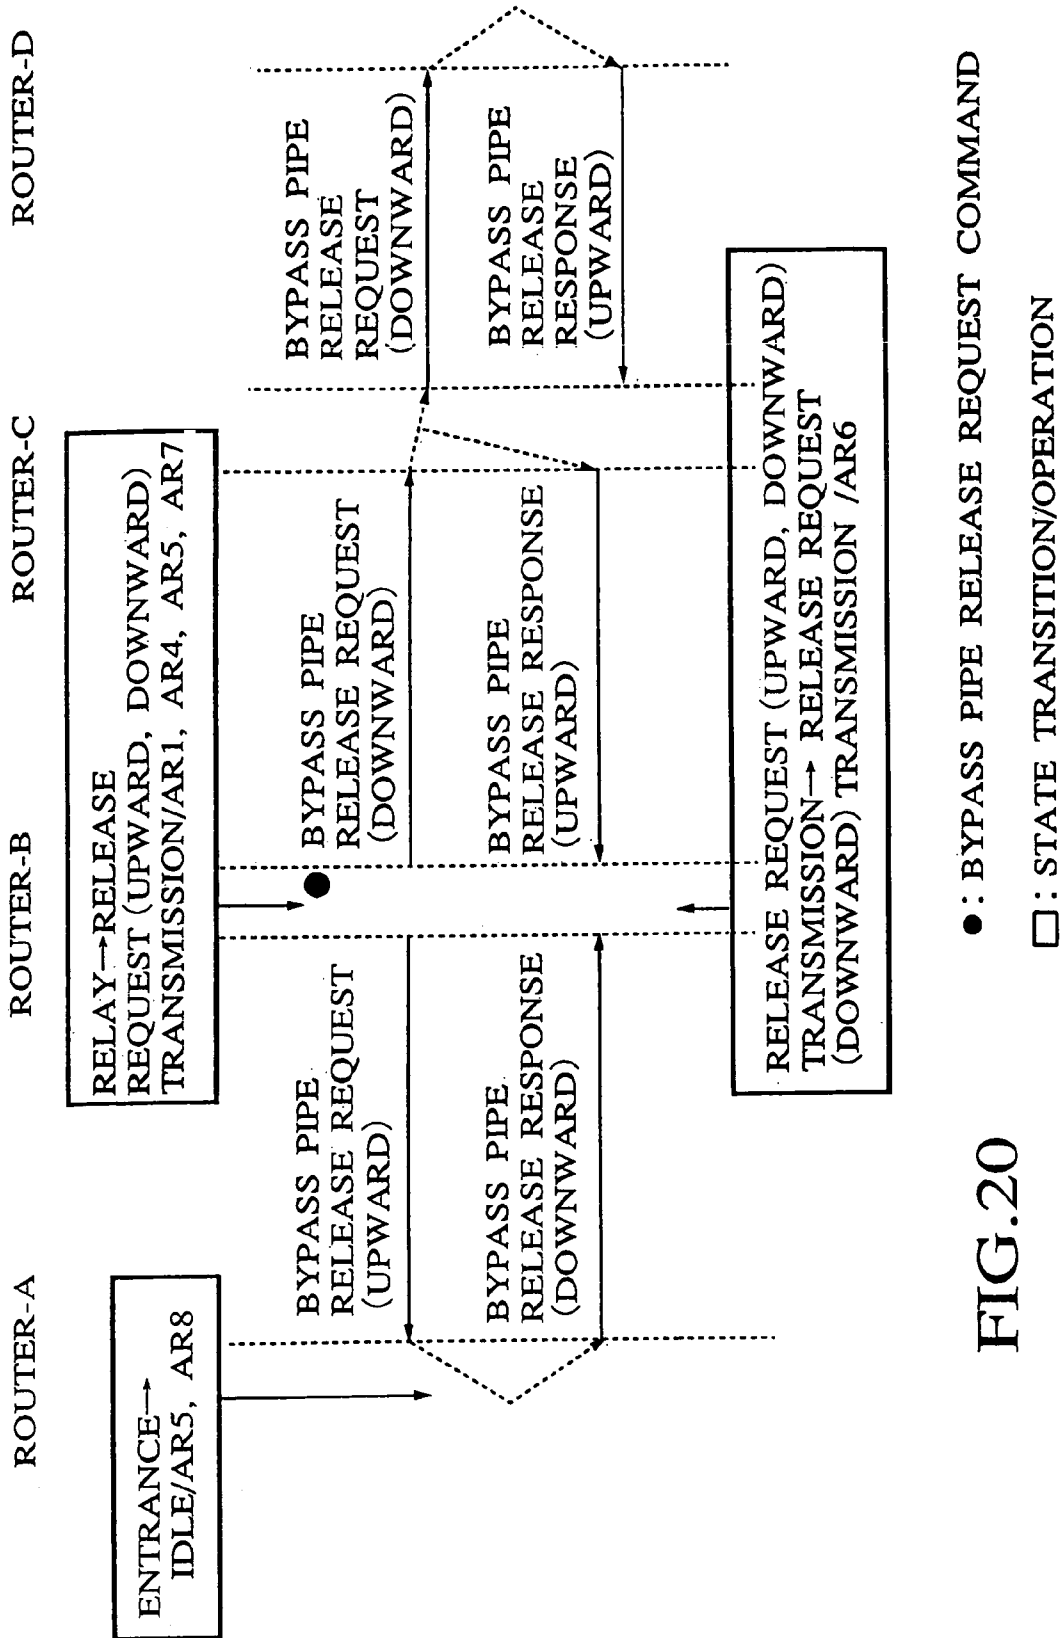 ROUTER-A
ROUTER-B
ROUTER-C
ROUTER-D
ENTRANCE→
IDLE/AR5, AR8
RELAY→RELEASE
REQUEST (UPWARD, DOWNWARD)
TRANSMISSION/AR1, AR4, AR5, AR7
BYPASS PIPE
RELEASE REQUEST
(UPWARD)
BYPASS PIPE
RELEASE REQUEST
(DOWNWARD)
BYPASS PIPE
RELEASE
REQUEST
(DOWNWARD)
BYPASS PIPE
RELEASE RESPONSE
(DOWNWARD)
BYPASS PIPE
RELEASE RESPONSE
(UPWARD)
BYPASS PIPE
RELEASE
RESPONSE
(UPWARD)
RELEASE REQUEST (UPWARD, DOWNWARD)
TRANSMISSION→ RELEASE REQUEST
(DOWNWARD) TRANSMISSION /AR6
●: BYPASS PIPE RELEASE REQUEST COMMAND
□: STATE TRANSITION/OPERATION
FIG.20